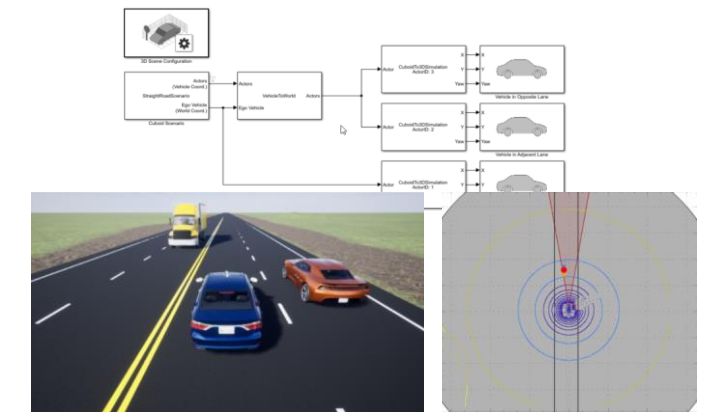 3D Scene Configuration
Actors
(Vehicle Coord.)
StraightRoadScenario
Ego Vehicle
(World Coord.)
Cuboid Scenario
Actors
VehicleToWorld
Actors
Ego Vehicle
Actor
CuboidTo3DSimulation
ActorID: 3
X
Y
Yaw
X
Y
Yaw
Vehicle in Opposite Lane
Actor
CuboidTo3DSimulation
ActorID: 2
X
Y
Yaw
X
Y
Yaw
Vehicle in Adjacent Lane
Actor
CuboidTo3DSimulation
ActorID: 1
X
Y
X
Y